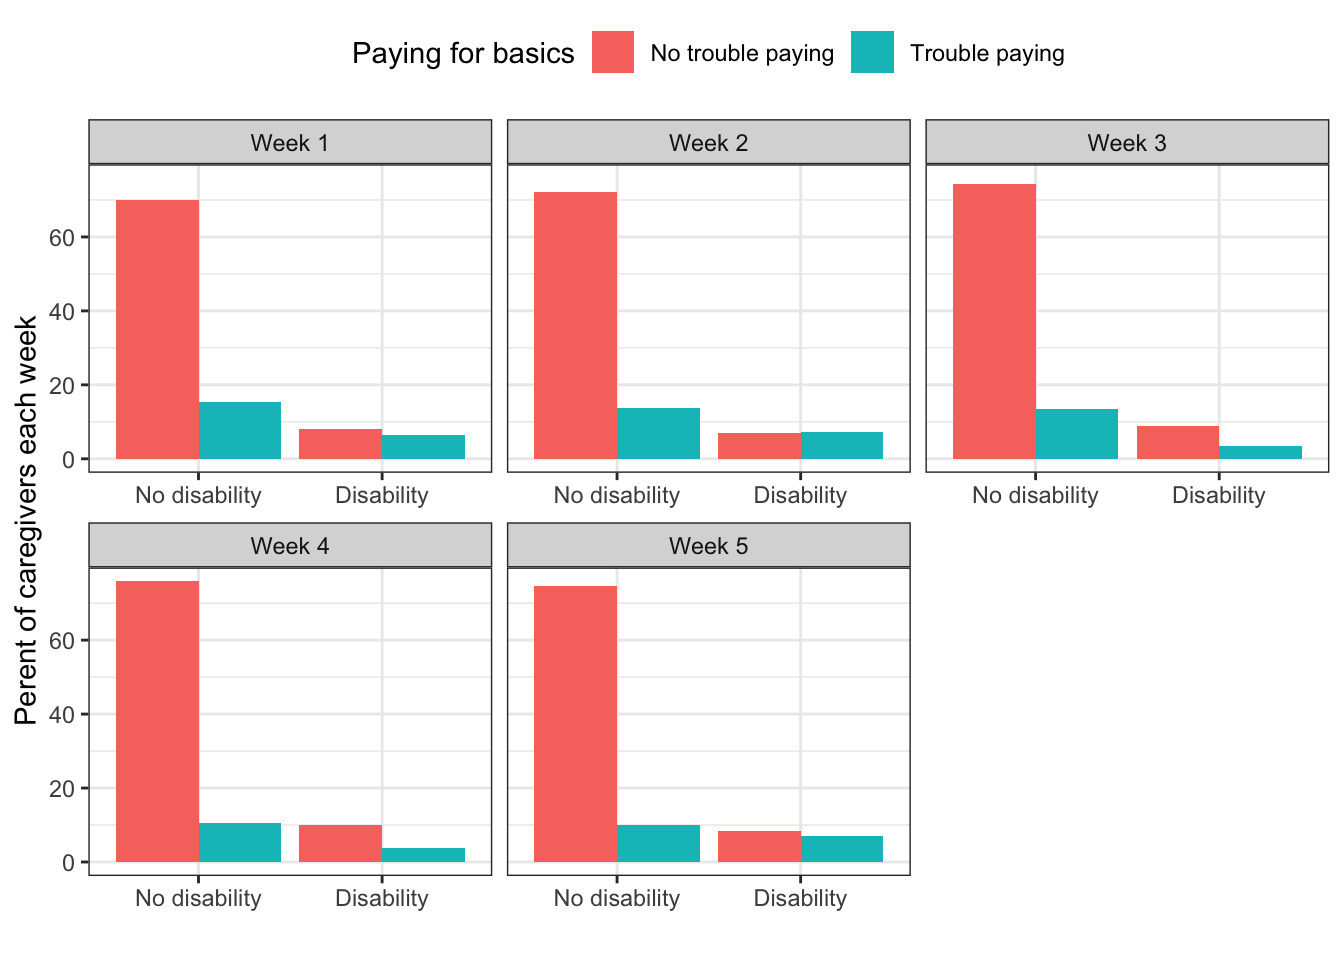 Paying for basics No trouble paying Trouble paying
Week 1 Week 2 Week 3
60
40
20
0
No disability Disability No disability Disability No disability Disability
Perent of caregivers each week
Week 4 Week 5
60
40
20
0
No disability Disability No disability Disability